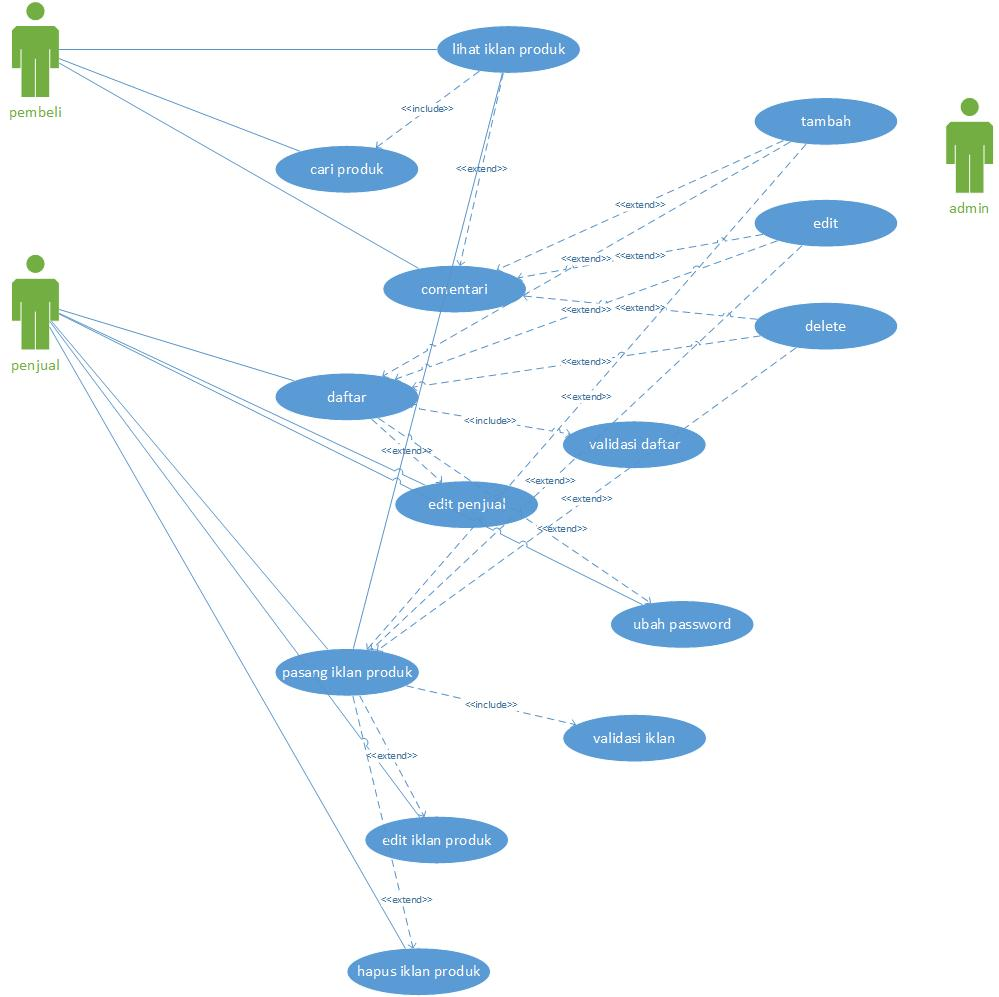 lihat iklan produk
pembeli
<<include>>
tambah
cari produk
<<extend>>
admin
<<extend>>
edit
<<extend>>
<<extend>>
comentari
<<extend>>
<<extend>>
delete
penjual
<<extend>>
daftar
<<extend>>
<<include>>
validasi daftar
<<extend>>
<<extend>>
<<extend>>
edit penjual
<<extend>>
ubah password
pasang iklan produk
<<include>>
validasi iklan
<<extend>>
edit iklan produk
<<extend>>
hapus iklan produk